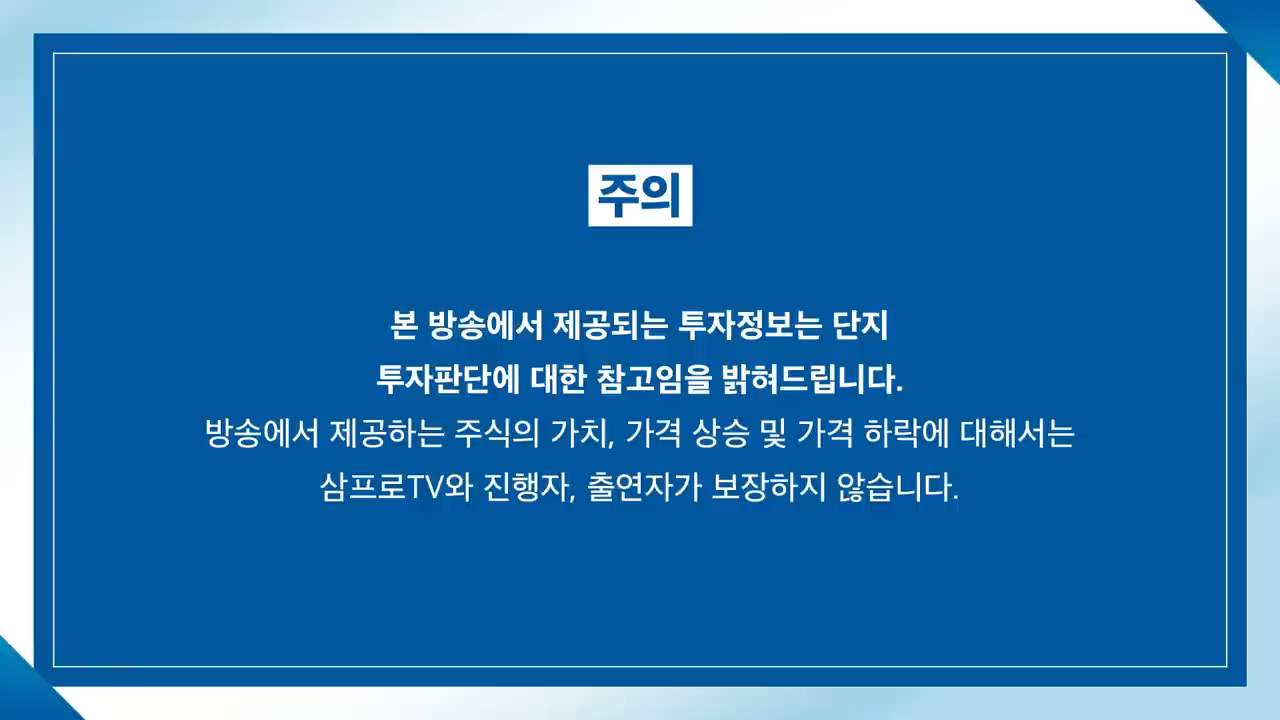 주의
본 방송에서 제공되는 투자정보는 단지
투자판단에 대한 참고임을 밝혀드립니다.
방송에서 제공하는 주식의 가치, 가격 상승 및 가격 하락에 대해서는
삼프로TV와 진행자, 출연자가 보장하지 않습니다.